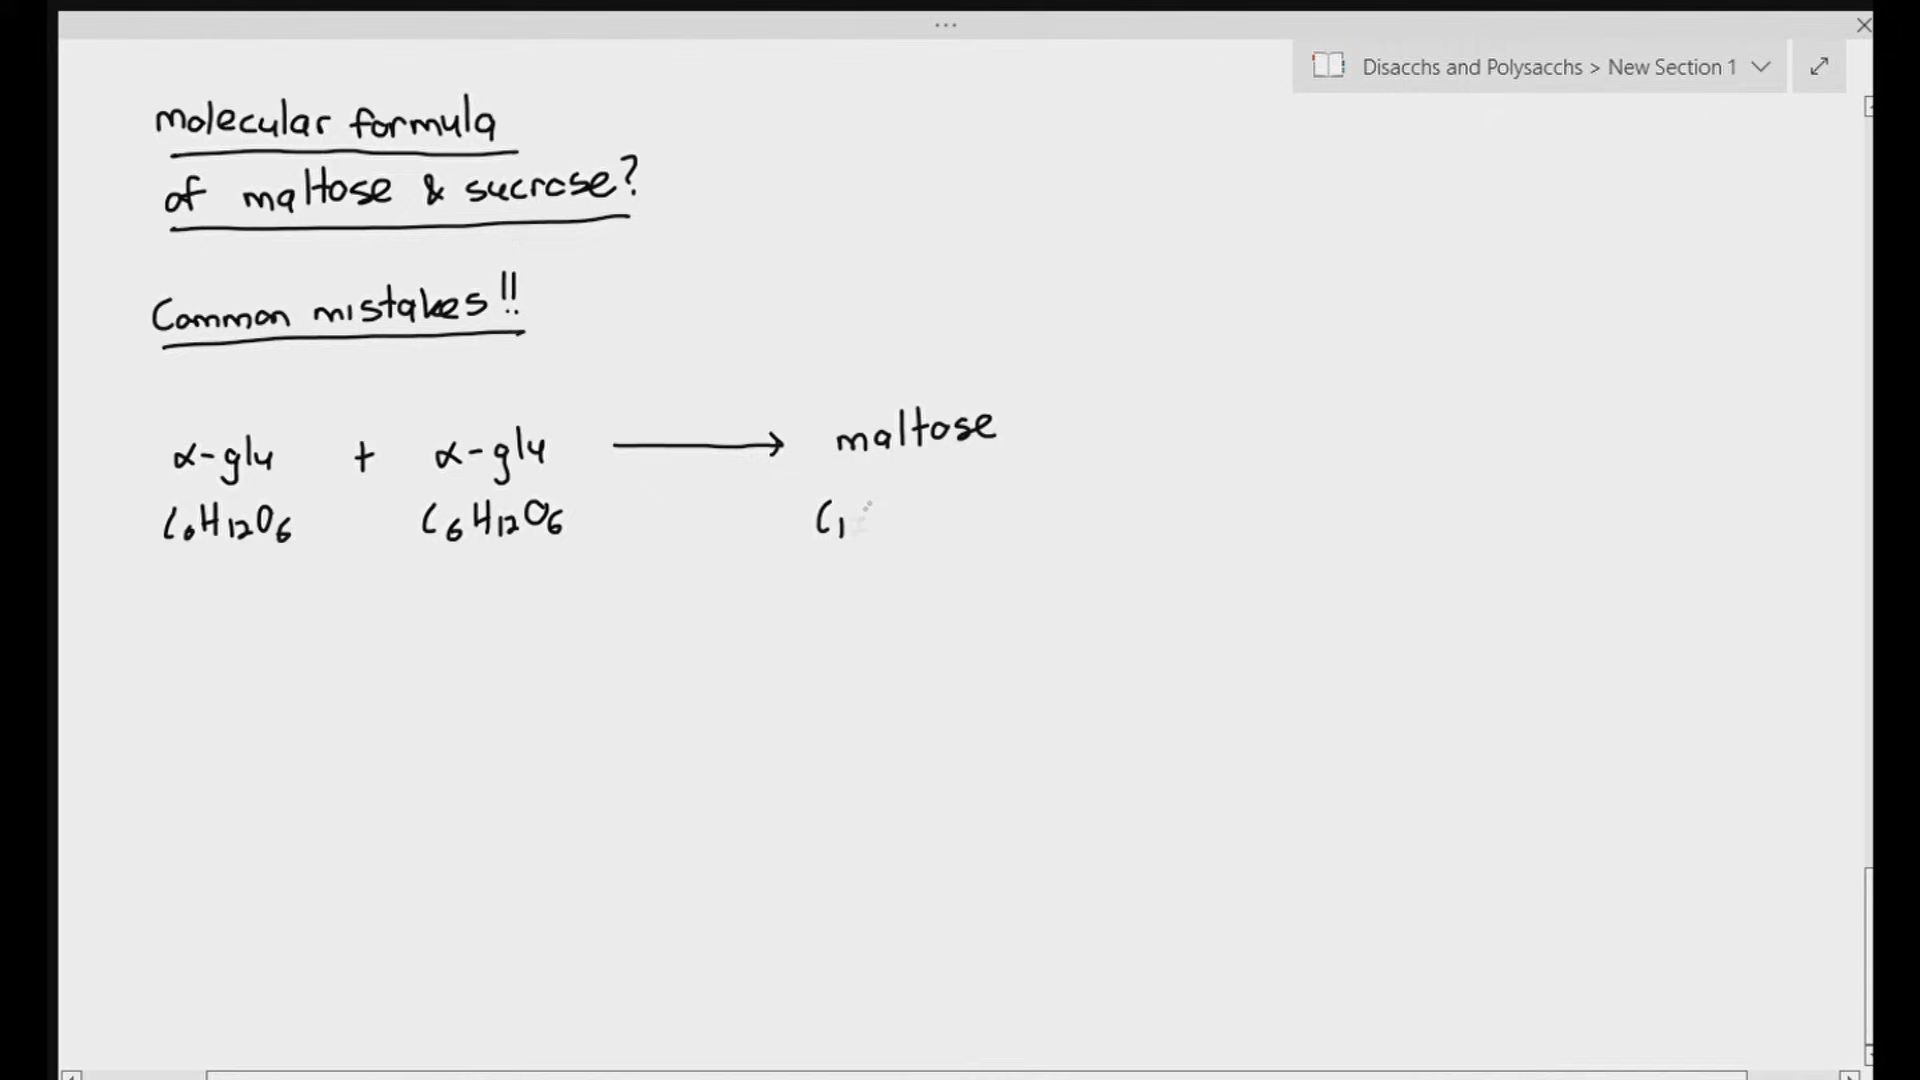 ...
Disacchs and Polysacchs > New Section 1
molecular formula
of maltose & sucrose?
Common mistakes!!
α-glu + α-glu → maltose
C₆H₁₂O₆ C₆H₁₂O₆ C₁